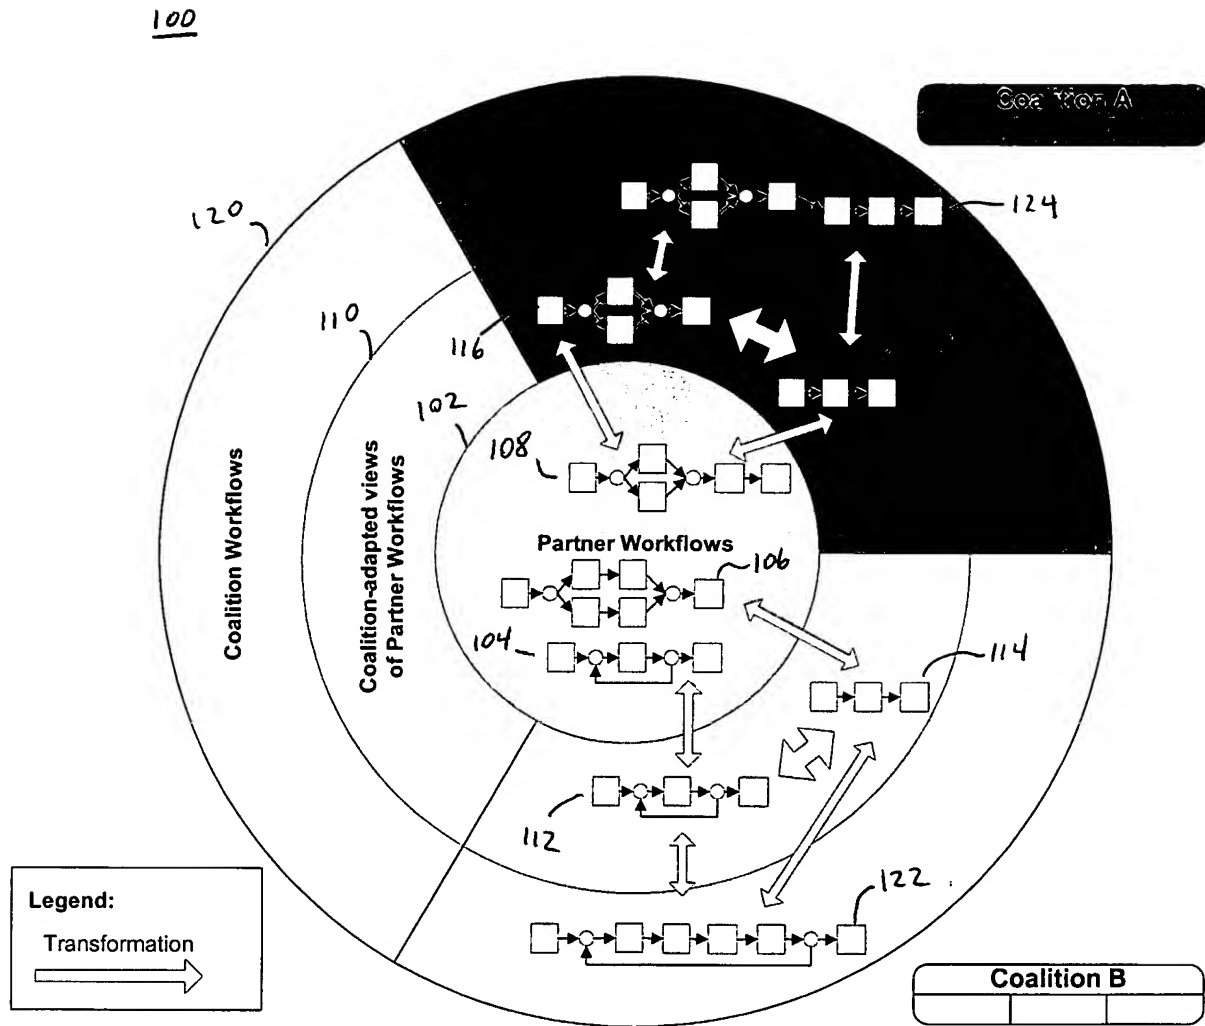 100
Coalition A
120
124
110
116
102
108
Coalition Workflows
Coalition-adapted views
of Partner Workflows
Partner Workflows
106
104
114
112
122
Legend:
Transformation
Coalition B